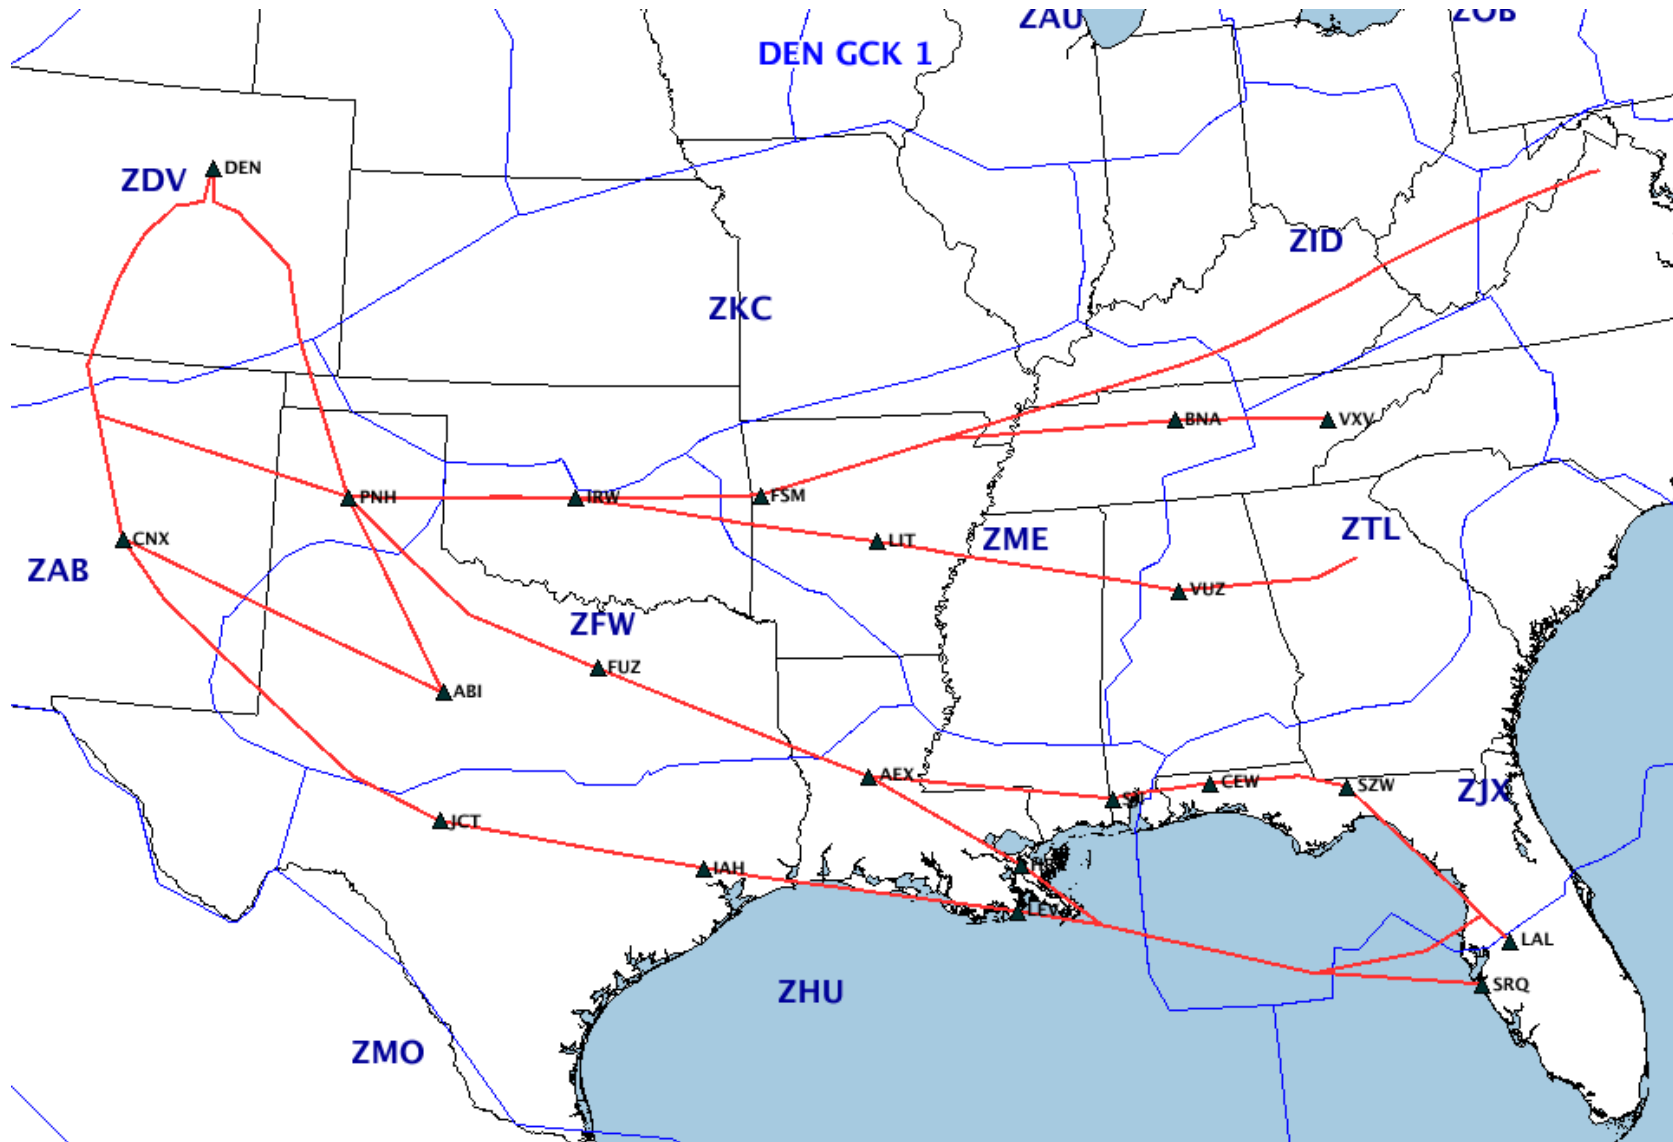 ZAU
ZOB
DEN GCK 1
DEN
ZDV
ZID
ZKC
BNA
VXV
PNH
IRW
FSM
CNX
LIT
ZME
ZTL
ZAB
VUZ
ZFW
FUZ
ABI
AEX
CEW
SZW
ZJX
SJI
JCT
IAH
LEV
LAL
SRQ
ZHU
ZMO